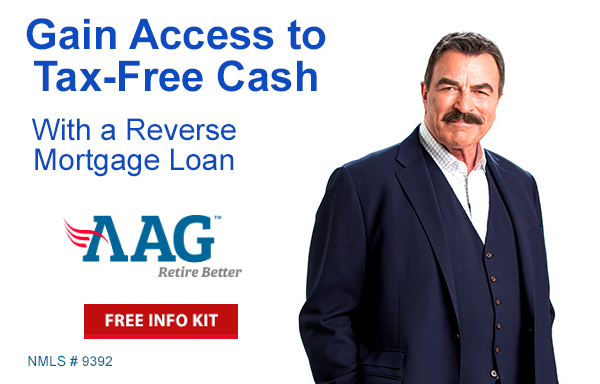 Gain Access to
Tax-Free Cash
With a Reverse
Mortgage Loan
AAG™
Retire Better
FREE INFO KIT
NMLS # 9392